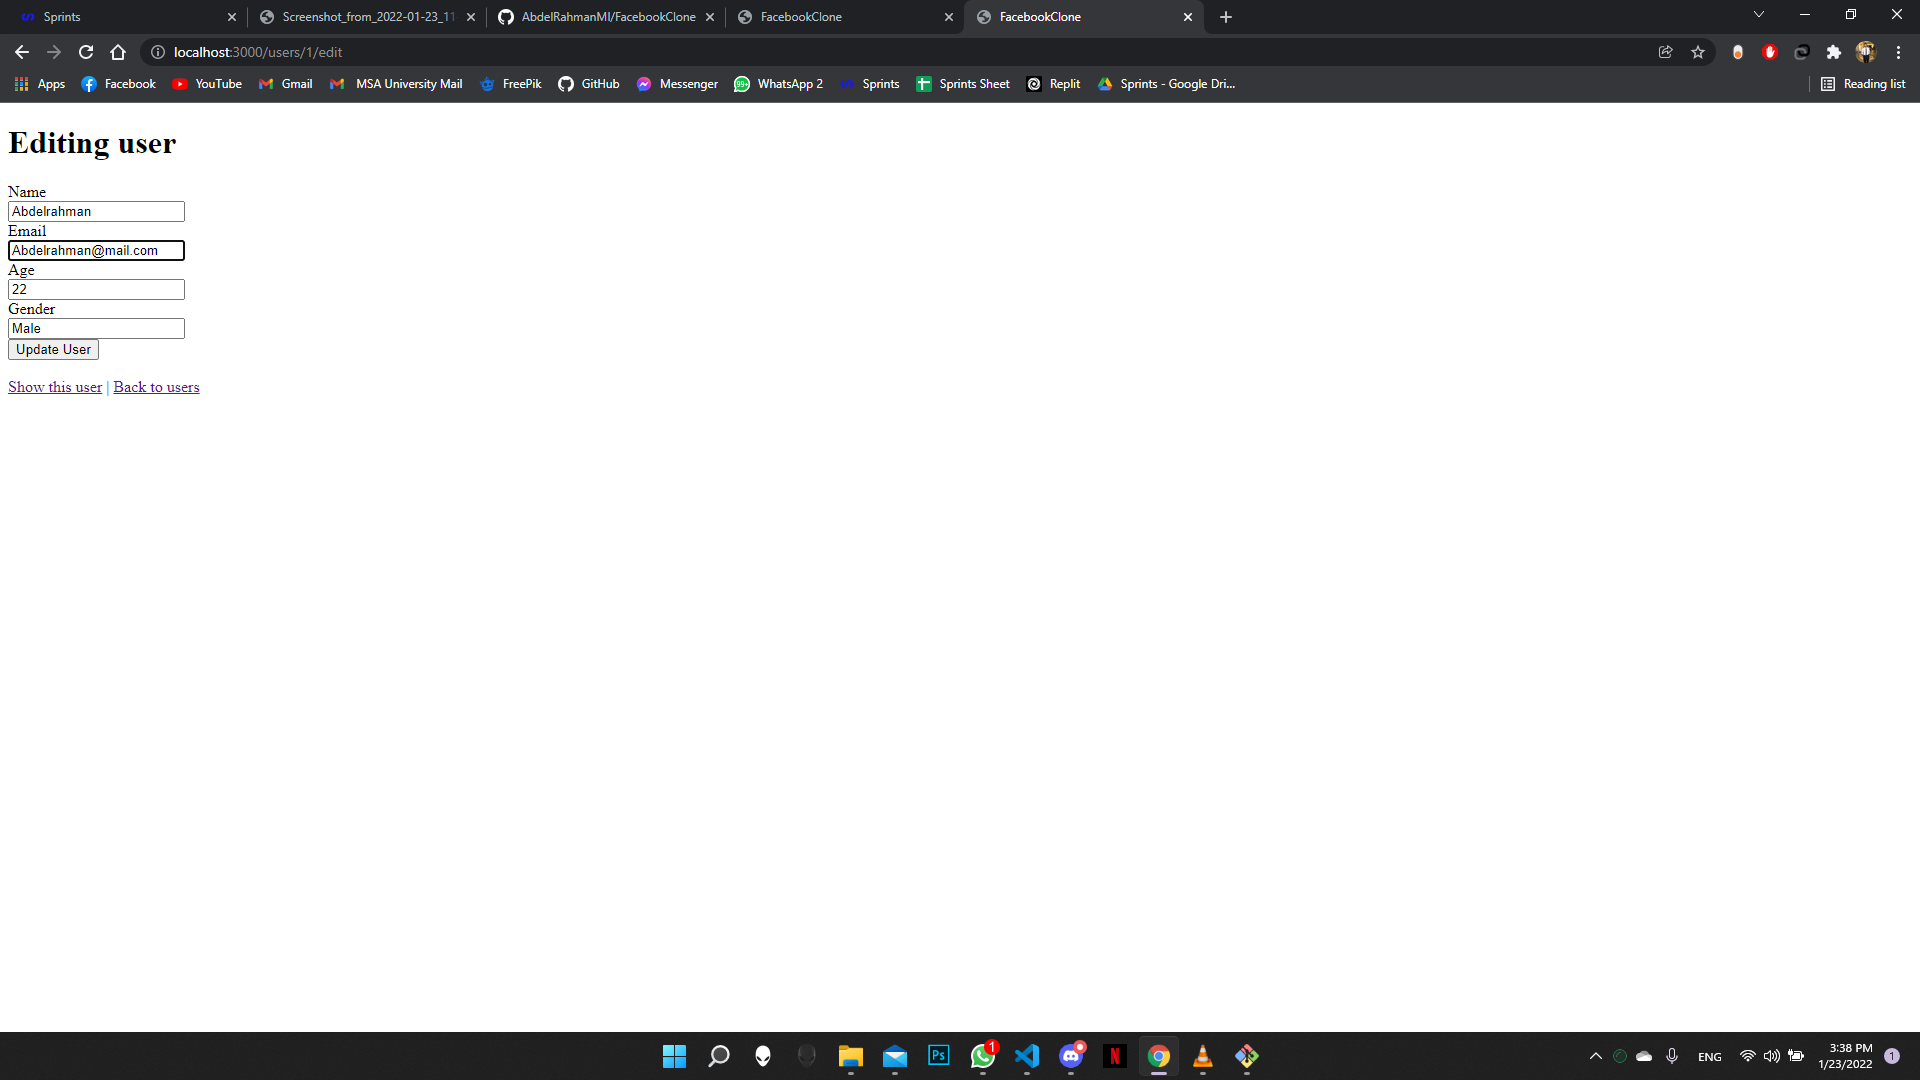 Sprints
Screenshot_from_2022-01-23_11
AbdelRahmanMI/FacebookClone
FacebookClone
FacebookClone
localhost:3000/users/1/edit
Apps
Facebook
YouTube
Gmail
MSA University Mail
FreePik
GitHub
Messenger
99+
WhatsApp 2
Sprints
Sprints Sheet
Replit
Sprints - Google Dri...
Reading list
Editing user
Name
Abdelrahman
Email
Abdelrahman@mail.com
Age
22
Gender
Male
Update User
Show this user | Back to users
Ps
1
N
ENG
3:38 PM
1/23/2022
1